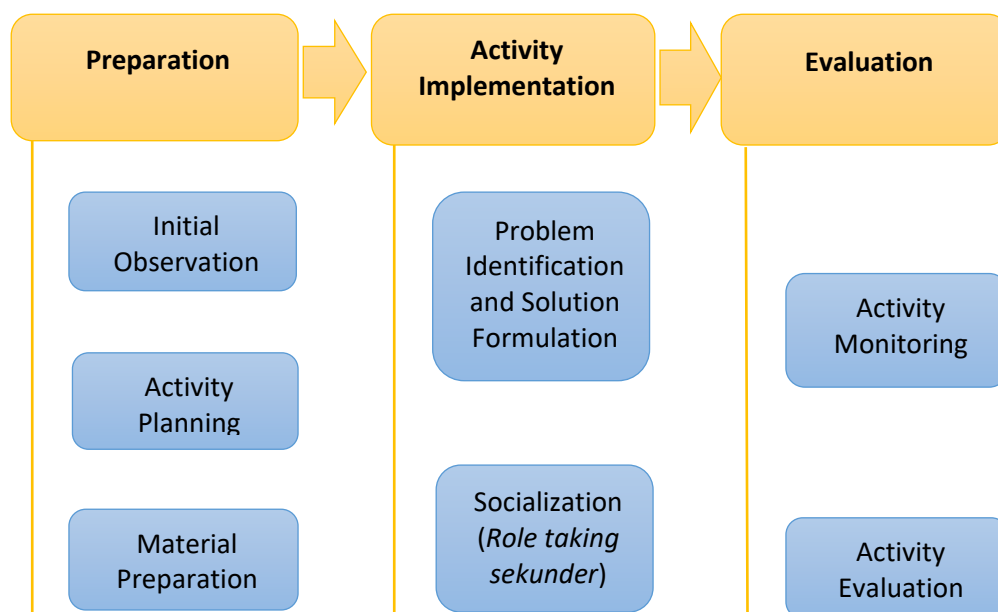 Preparation
Activity
Implementation
Evaluation
Initial
Observation
Activity
Planning
Material
Preparation
Problem
Identification
and Solution
Formulation
Socialization
(Role taking
sekunder)
Activity
Monitoring
Activity
Evaluation